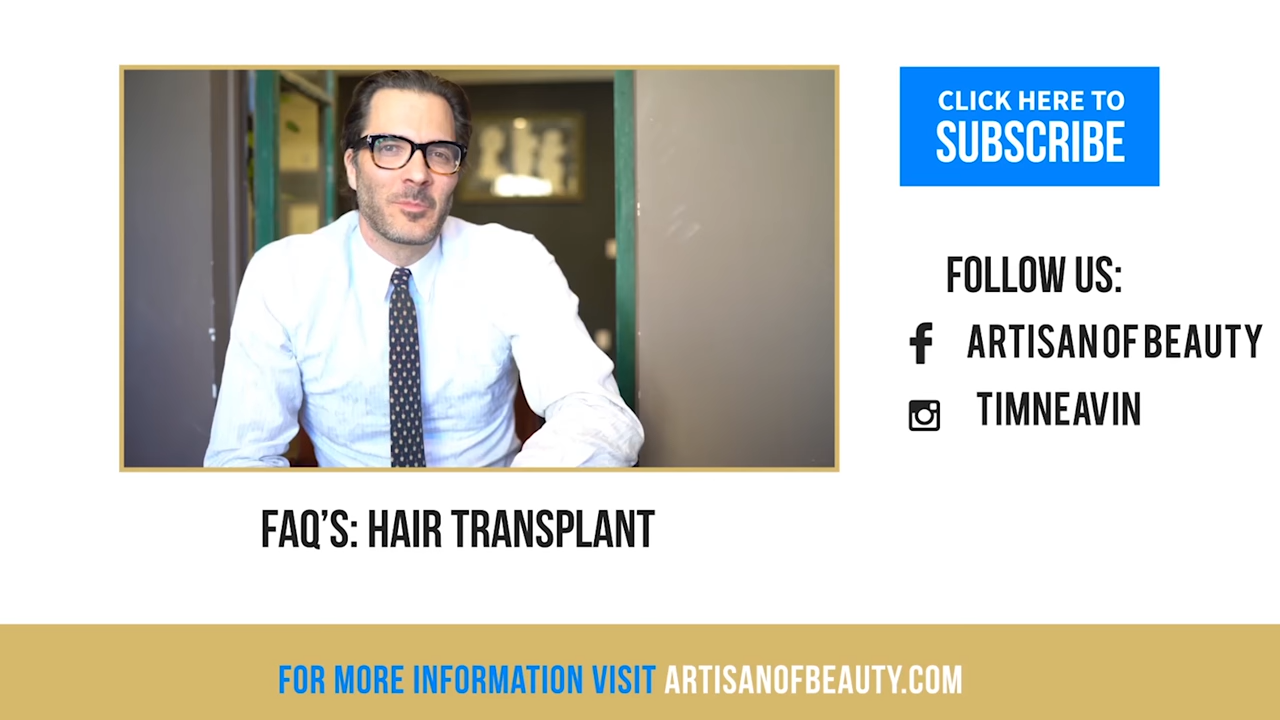 CLICK HERE TO
SUBSCRIBE
FOLLOW US:
ARTISANOFBEAUTY
TIMNEAVIN
FAQ'S: HAIR TRANSPLANT
FOR MORE INFORMATION VISIT ARTISANOFBEAUTY.COM